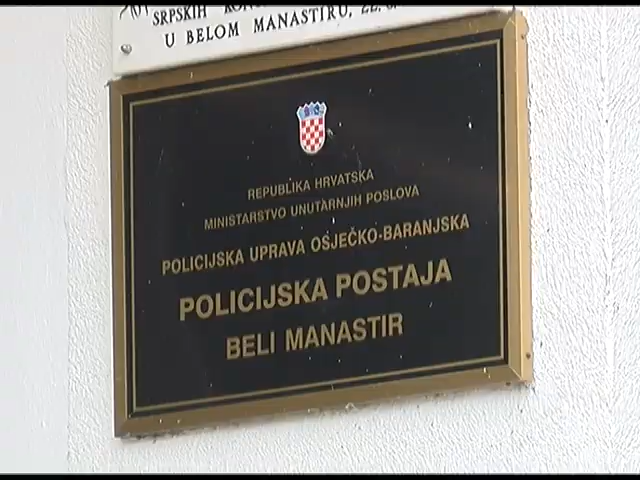 SRPSKIH
U BELOM MANASTIRU, 22.
REPUBLIKA HRVATSKA
MINISTARSTVO UNUTARNJIH POSLOVA
POLICIJSKA UPRAVA OSJEČKO-BARANJSKA
POLICIJSKA POSTAJA
BELI MANASTIR